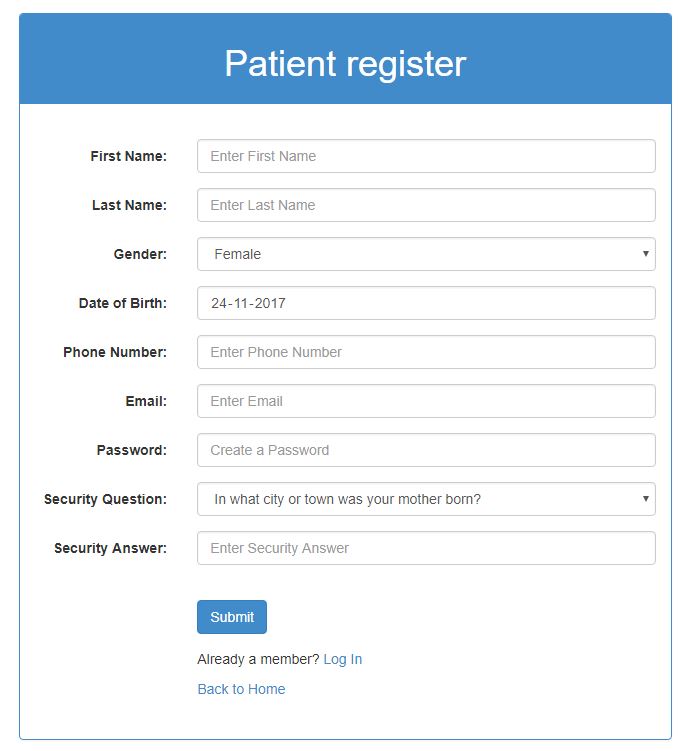 Patient register
First Name: Enter First Name
Last Name: Enter Last Name
Gender: Female
Date of Birth: 24-11-2017
Phone Number: Enter Phone Number
Email: Enter Email
Password: Create a Password
Security Question: In what city or town was your mother born?
Security Answer: Enter Security Answer
Submit
Already a member? Log In
Back to Home